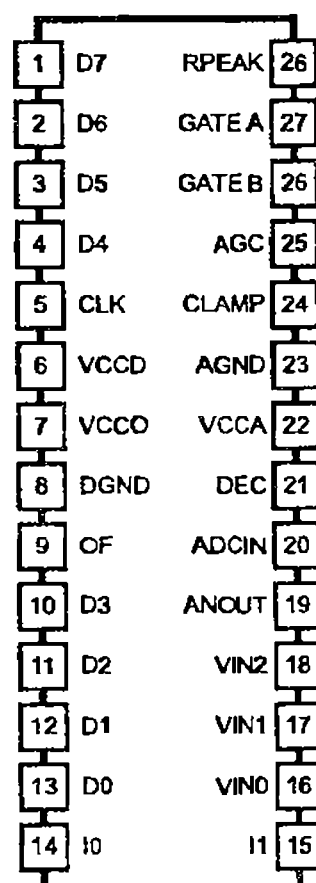 1 D7 RPEAK 26
2 D6 GATE A 27
3 D5 GATE B 26
4 D4 AGC 25
5 CLK CLAMP 24
6 VCCD AGND 23
7 VCCO VCCA 22
8 DGND DEC 21
9 OF ADCIN 20
10 D3 ANOUT 19
11 D2 VIN2 18
12 D1 VIN1 17
13 D0 VIN0 16
14 I0 I1 15